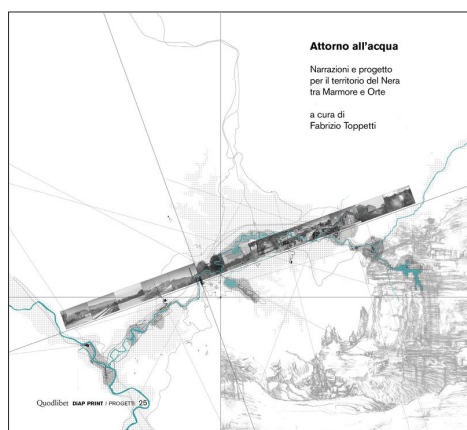 Attorno all'acqua
Narrazioni e progetto
per il territorio del Nera
tra Marmore e Orte
a cura di
Fabrizio Toppetti
Quodlibet DIAP PRINT / PROGETTI 25